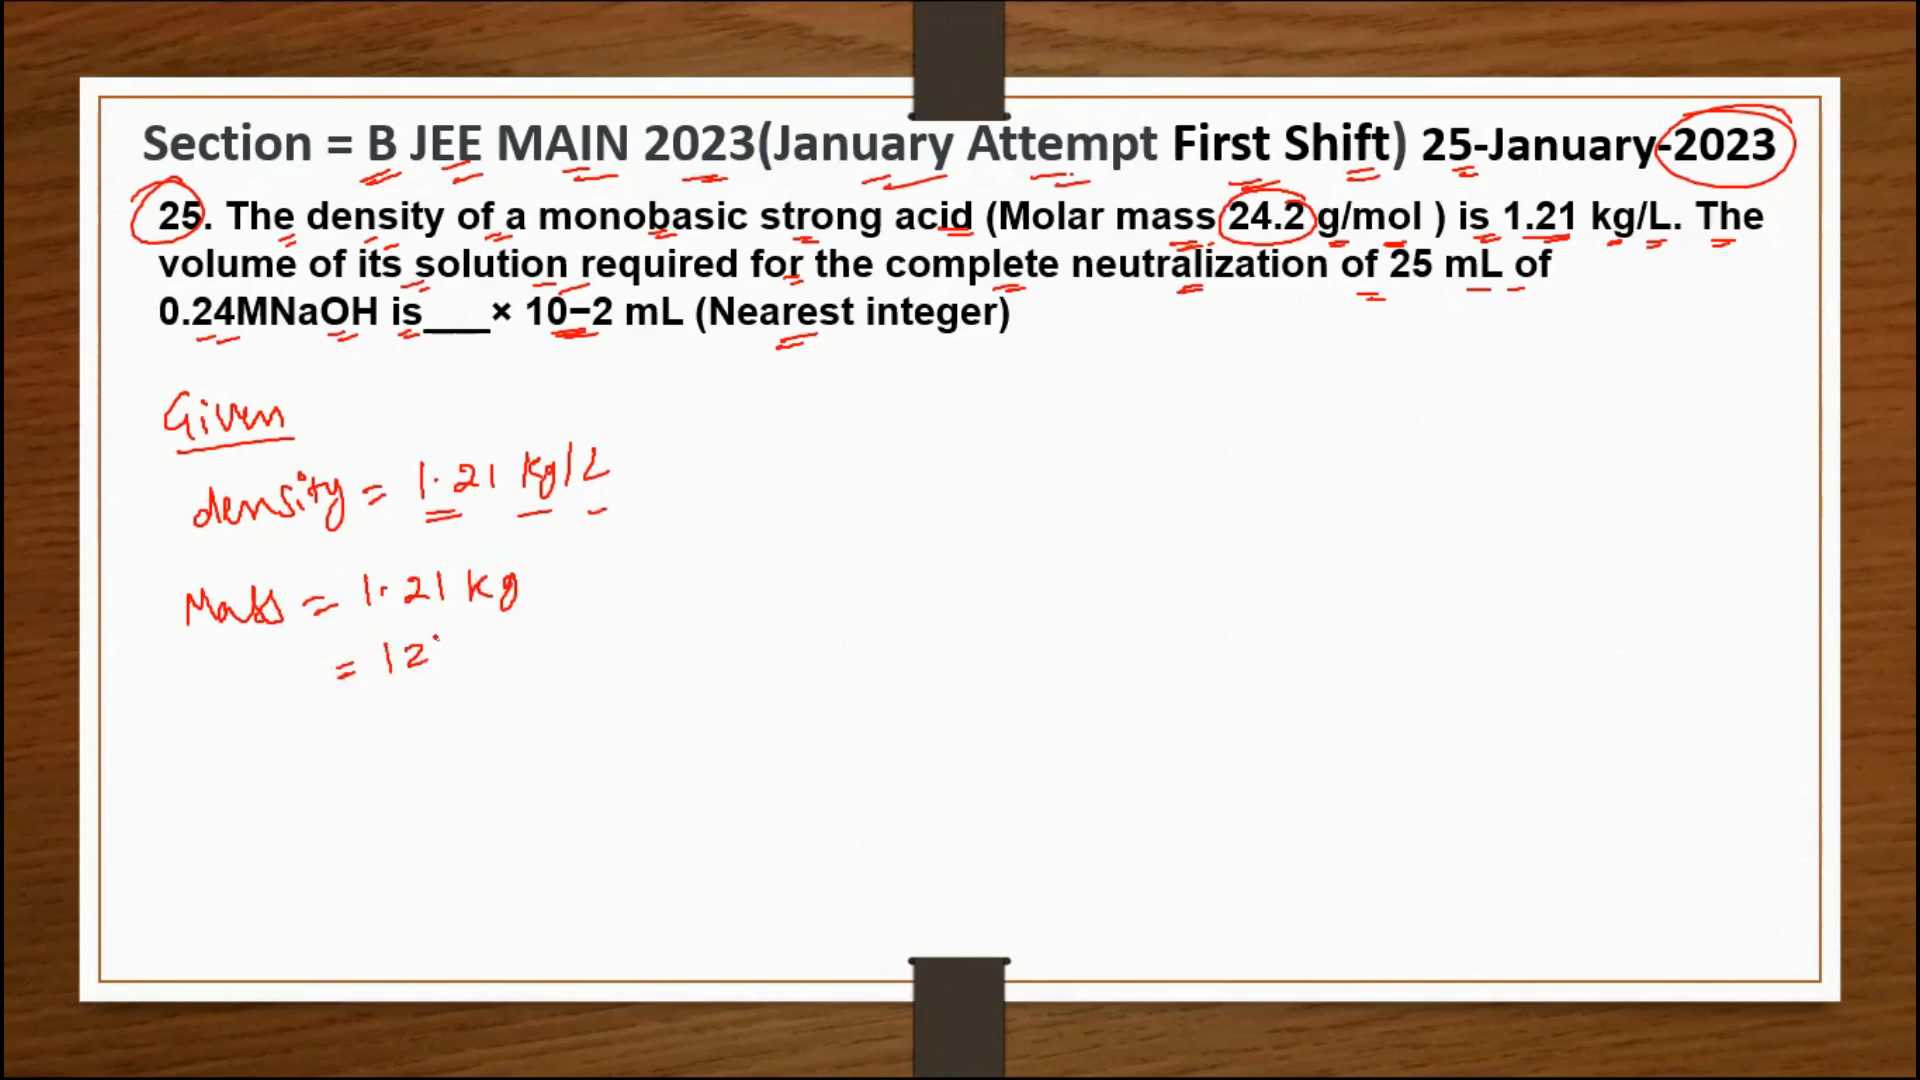 Section = B JEE MAIN 2023(January Attempt First Shift) 25-January-2023
25. The density of a monobasic strong acid (Molar mass 24.2 g/mol ) is 1.21 kg/L. The
volume of its solution required for the complete neutralization of 25 mL of
0.24MNaOH is___× 10−2 mL (Nearest integer)
Given
density = 1.21 kg/L
Mass = 1.21 kg
= 12